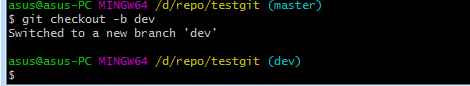 asus@asus-PC MINGW64 /d/repo/testgit (master)
$ git checkout -b dev
Switched to a new branch 'dev'
asus@asus-PC MINGW64 /d/repo/testgit (dev)
$